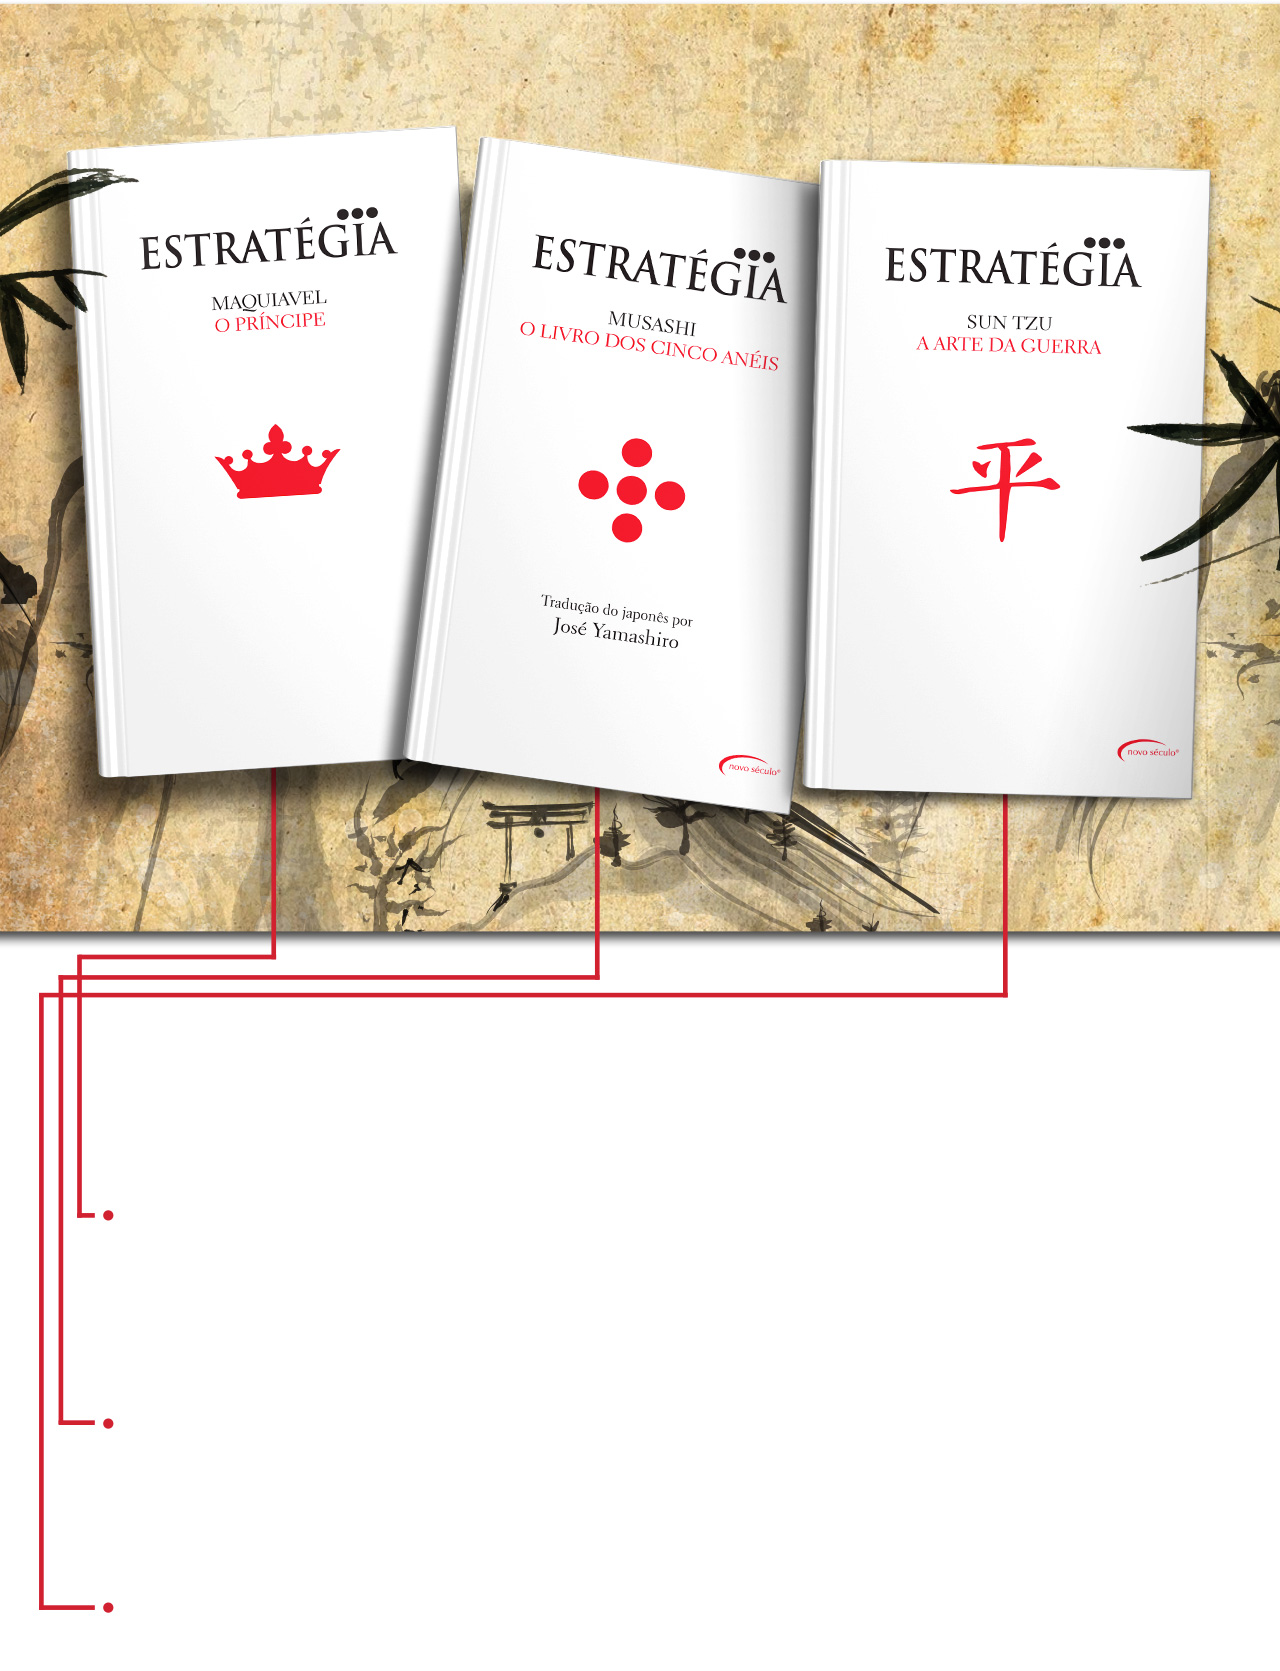 ESTRATÉGIA
MAQUIAVEL
O PRÍNCIPE
ESTRATÉGIA
MUSASHI
O LIVRO DOS CINCO ANÉIS
Tradução do japonês por
José Yamashiro
novo século®
ESTRATÉGIA
SUN TZU
A ARTE DA GUERRA
平
novo século®